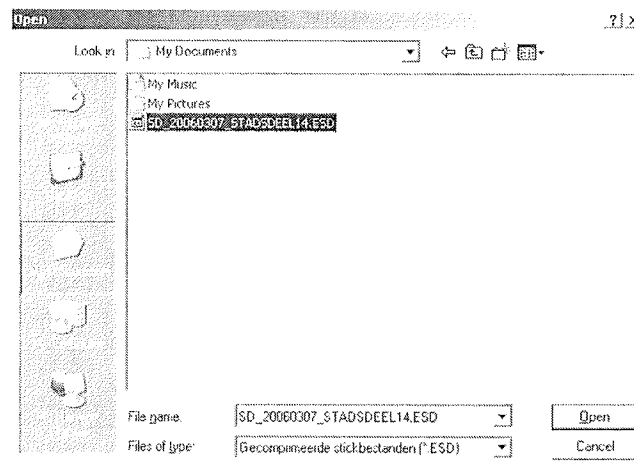 Open
Look in: My Documents
My Music
My Pictures
SD_20060307_STADSDEEL14.ESD
File name: SD_20060307_STADSDEEL14.ESD Open
Files of type: Gecomprimeerde stickbestanden (*.ESD) Cancel